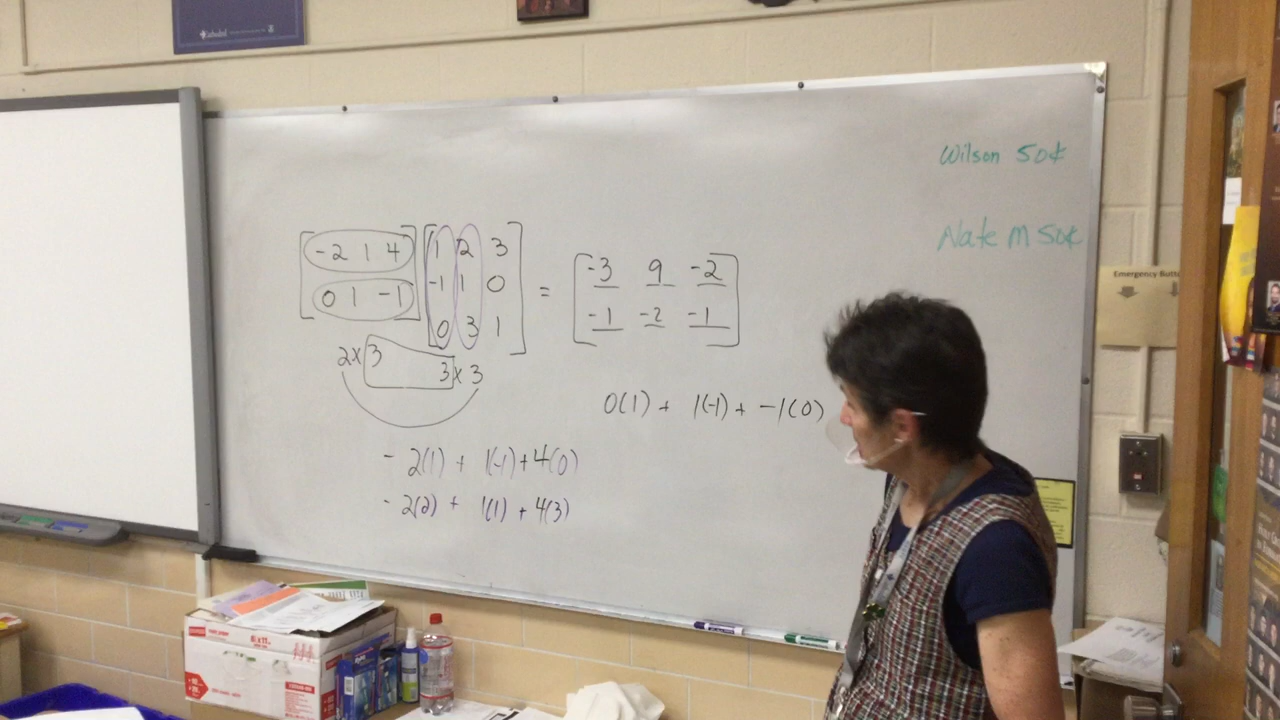 Wilson 50¢
Nate M 50¢
Emergency Butt
[-2 1 4] [1 2 3]
[0 1 -1] [-1 1 0]
[0 3 1]
= [-3 9 -2]
[-1 -2 -1]
2x3 3x3
0(1) + 1(-1) + -1(0)
-2(1) + 1(-1)+4(0)
-2(2) + 1(1) + 4(3)